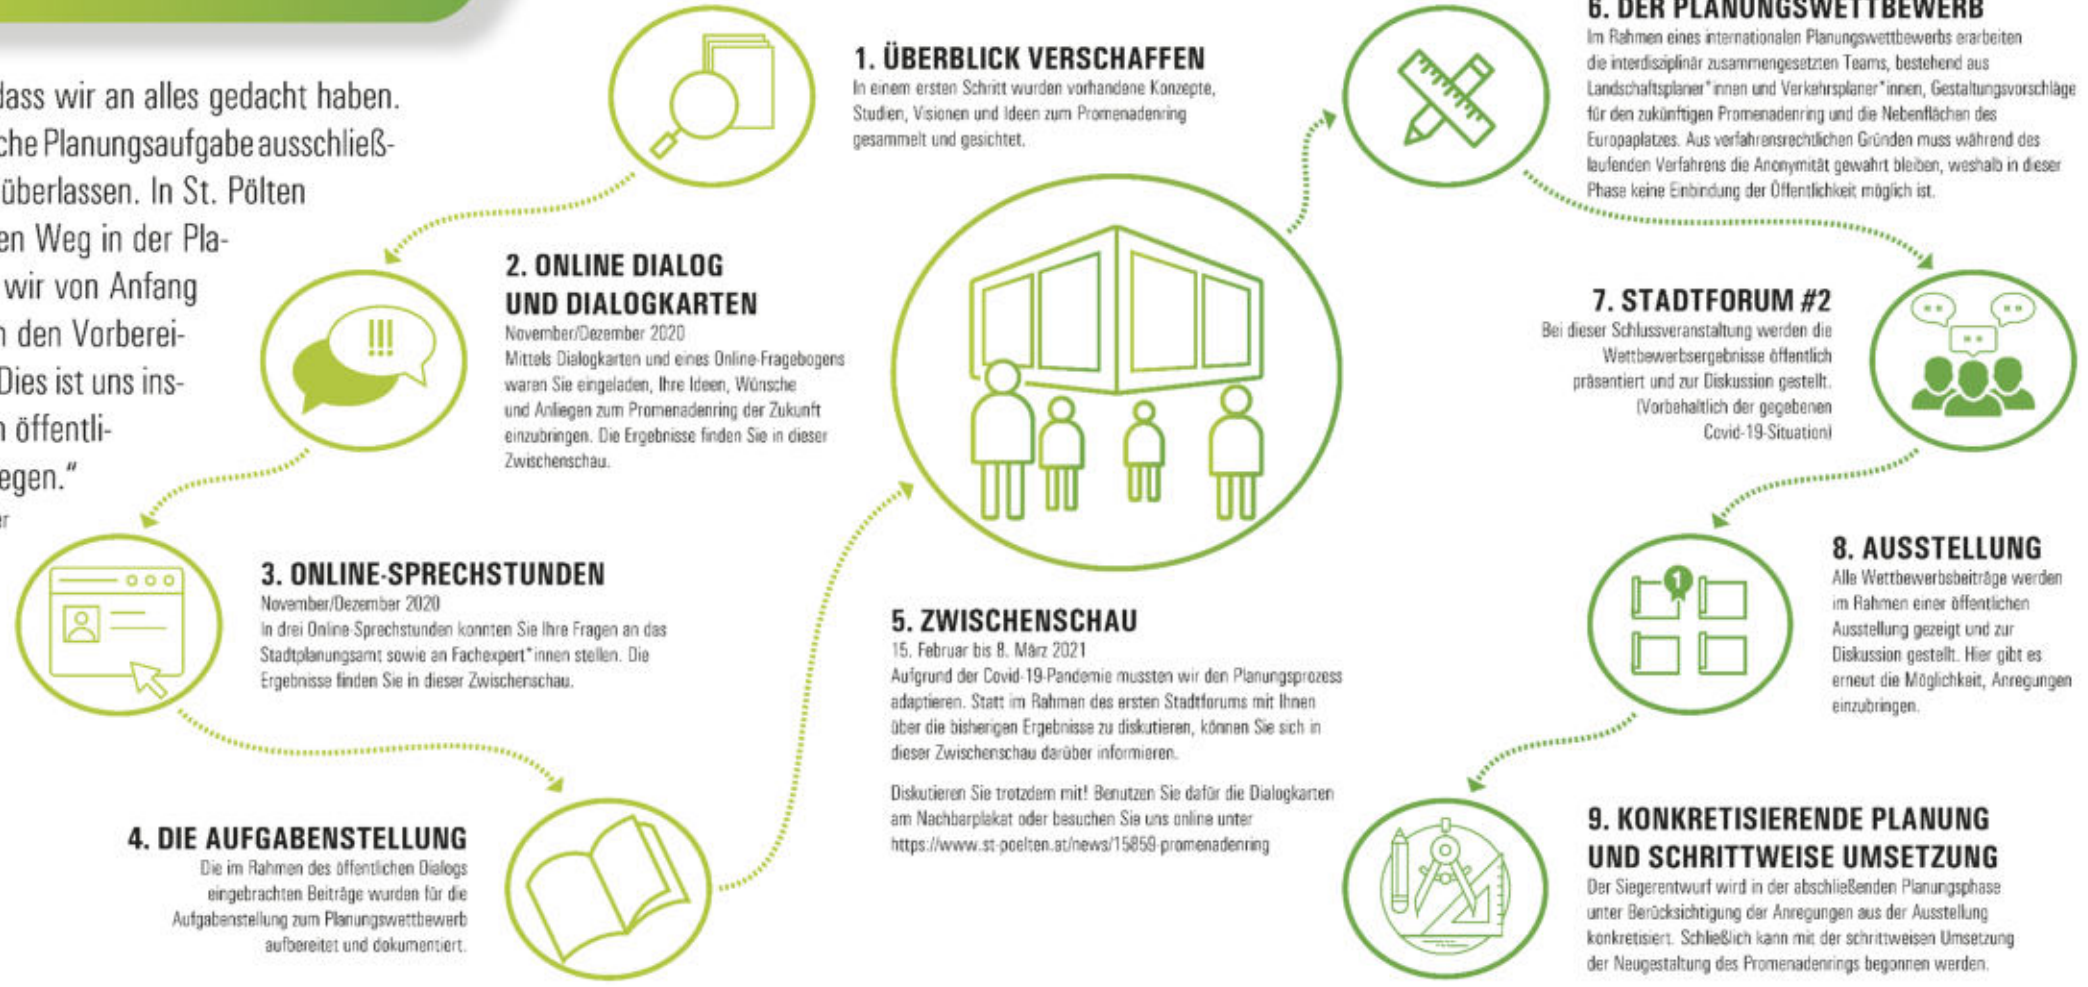 dass wir an alles gedacht haben.
che Planungsaufgabe ausschließ-
überlassen. In St. Pölten
en Weg in der Pla-
wir von Anfang
n den Vorberei-
Dies ist uns ins-
n öffentli-
egen."
er
1. ÜBERBLICK VERSCHAFFEN
In einem ersten Schritt wurden vorhandene Konzepte,
Studien, Visionen und Ideen zum Promenadenring
gesammelt und gesichtet.
2. ONLINE DIALOG
UND DIALOGKARTEN
November/Dezember 2020
Mittels Dialogkarten und eines Online-Fragebogens
waren Sie eingeladen, Ihre Ideen, Wünsche
und Anliegen zum Promenadenring der Zukunft
einzubringen. Die Ergebnisse finden Sie in dieser
Zwischenschau.
!!!
3. ONLINE-SPRECHSTUNDEN
November/Dezember 2020
In drei Online-Sprechstunden konnten Sie Ihre Fragen an das
Stadtplanungsamt sowie an Fachexpert*innen stellen. Die
Ergebnisse finden Sie in dieser Zwischenschau.
4. DIE AUFGABENSTELLUNG
Die im Rahmen des öffentlichen Dialogs
eingebrachten Beiträge wurden für die
Aufgabenstellung zum Planungswettbewerb
aufbereitet und dokumentiert.
5. ZWISCHENSCHAU
15. Februar bis 8. März 2021
Aufgrund der Covid-19-Pandemie mussten wir den Planungsprozess
adaptieren. Statt im Rahmen des ersten Stadtforums mit Ihnen
über die bisherigen Ergebnisse zu diskutieren, können Sie sich in
dieser Zwischenschau darüber informieren.
Diskutieren Sie trotzdem mit! Benutzen Sie dafür die Dialogkarten
am Nachbarplakat oder besuchen Sie uns online unter
https://www.st-poelten.at/news/15859-promenadenring
6. DER PLANUNGSWETTBEWERB
Im Rahmen eines internationalen Planungswettbewerbs erarbeiten
die interdisziplinär zusammengesetzten Teams, bestehend aus
Landschaftsplaner*innen und Verkehrsplaner*innen, Gestaltungsvorschläge
für den zukünftigen Promenadenring und die Nebenflächen des
Europaplatzes. Aus verfahrensrechtlichen Gründen muss während des
laufenden Verfahrens die Anonymität gewahrt bleiben, weshalb in dieser
Phase keine Einbindung der Öffentlichkeit möglich ist.
7. STADTFORUM #2
Bei dieser Schlussveranstaltung werden die
Wettbewerbsergebnisse öffentlich
präsentiert und zur Diskussion gestellt.
(Vorbehaltlich der gegebenen
Covid-19-Situation)
8. AUSSTELLUNG
Alle Wettbewerbsbeiträge werden
im Rahmen einer öffentlichen
Ausstellung gezeigt und zur
Diskussion gestellt. Hier gibt es
erneut die Möglichkeit, Anregungen
einzubringen.
1
9. KONKRETISIERENDE PLANUNG
UND SCHRITTWEISE UMSETZUNG
Der Siegerentwurf wird in der abschließenden Planungsphase
unter Berücksichtigung der Anregungen aus der Ausstellung
konkretisiert. Schließlich kann mit der schrittweisen Umsetzung
der Neugestaltung des Promenadenrings begonnen werden.